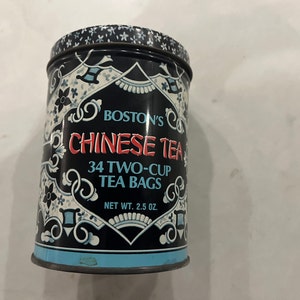 BOSTON'S
CHINESE TEA
34 TWO-CUP
TEA BAGS
NET WT. 2.5 OZ.